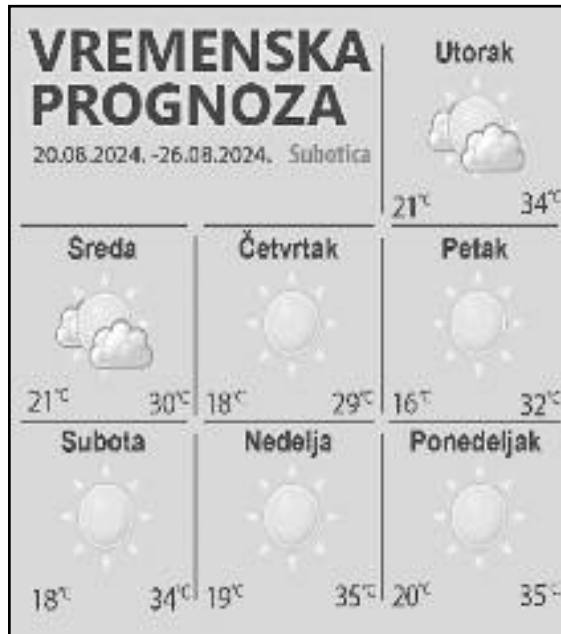 VREMENSKA
PROGNOZA
20.08.2024. -26.08.2024. Subotica
Utorak
21°C 34°C
Sreda
21°C 30°C
Četvrtak
18°C 29°C
Petak
16°C 32°C
Subota
18°C 34°C
Nedelja
19°C 35°C
Ponedeljak
20°C 35°C